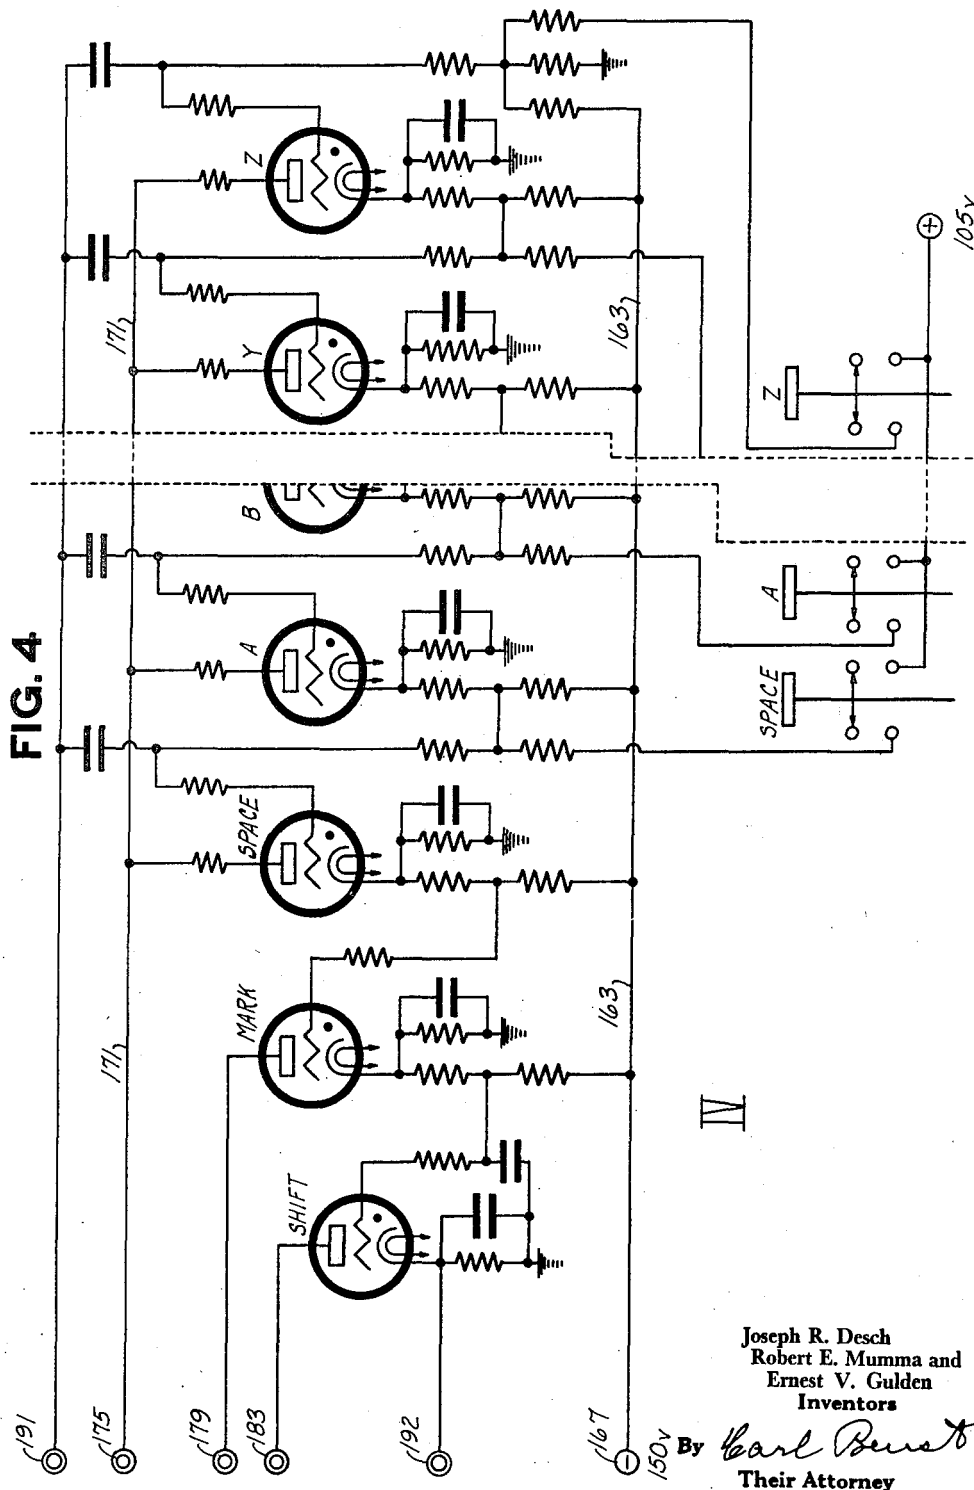 FIG. 4.
191
175
179
183
192
167
150v
171
171
163
163
SHIFT
MARK
SPACE
A
B
Y
Z
SPACE
A
Z
105v
IV
Joseph R. Desch
Robert E. Mumma and
Ernest V. Gulden
Inventors
By Carl Beust
Their Attorney